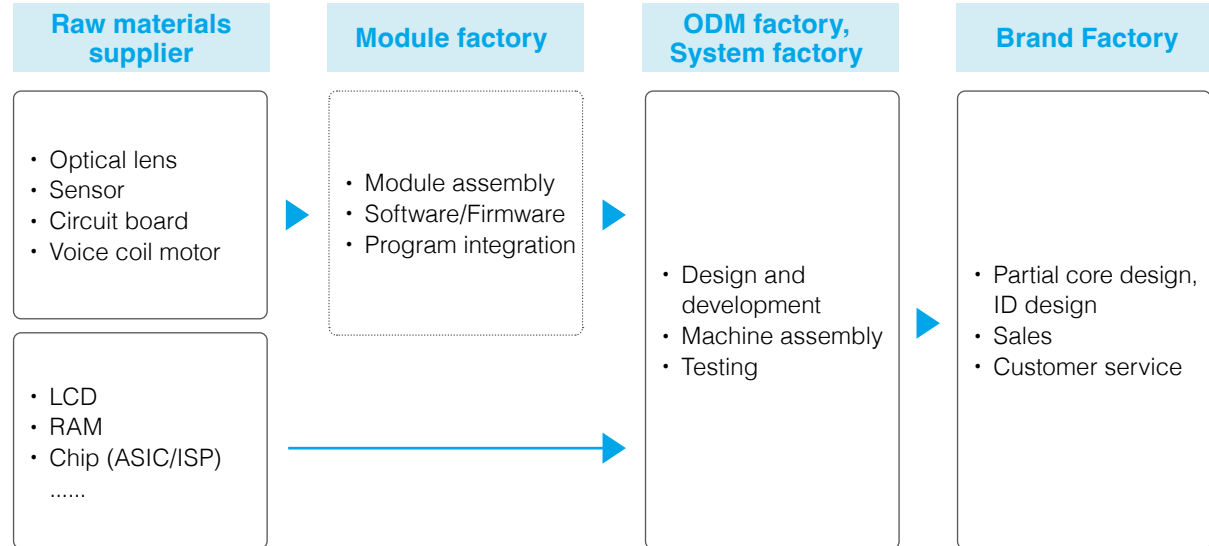 Raw materials
supplier
Module factory
ODM factory,
System factory
Brand Factory
・ Optical lens
・ Sensor
・ Circuit board
・ Voice coil motor
・ LCD
・ RAM
・ Chip (ASIC/ISP)
......
・ Module assembly
・ Software/Firmware
・ Program integration
・ Design and
development
・ Machine assembly
・ Testing
・ Partial core design,
ID design
・ Sales
・ Customer service